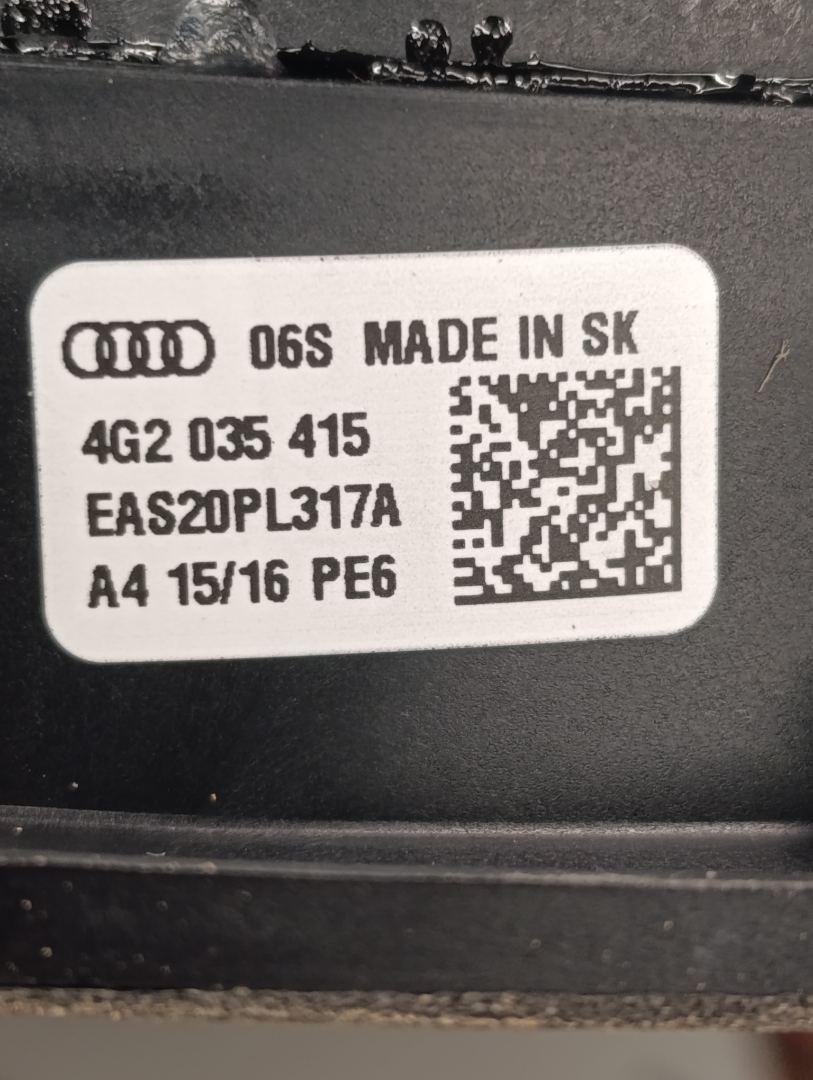 06S MADE IN SK
4G2 035 415
EAS20PL317A
A4 15/16 PE6